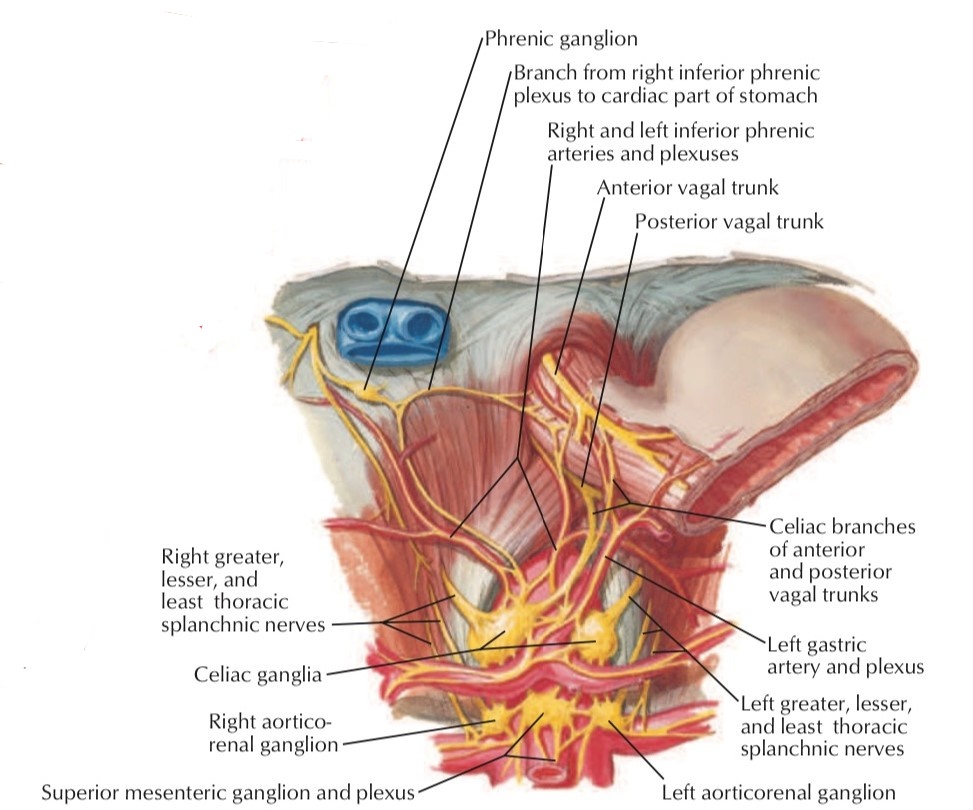 Phrenic ganglion
Branch from right inferior phrenic
plexus to cardiac part of stomach
Right and left inferior phrenic
arteries and plexuses
Anterior vagal trunk
Posterior vagal trunk
Celiac branches
of anterior
and posterior
vagal trunks
Right greater,
lesser, and
least thoracic
splanchnic nerves
Left gastric
artery and plexus
Celiac ganglia
Left greater, lesser,
and least thoracic
splanchnic nerves
Right aortico-
renal ganglion
Superior mesenteric ganglion and plexus
Left aorticorenal ganglion